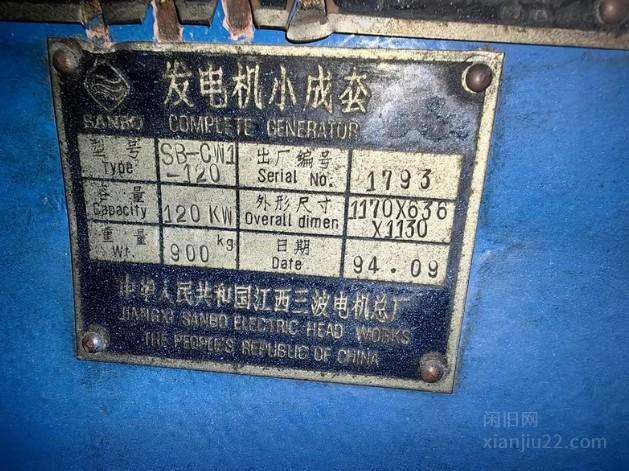 发电机小成套
SANBO COMPLETE GENERATOR
型号 SB-CW1 出厂编号
Type -120 Serial No. 1793
容量 外形尺寸 1170X636
Capacity 120KW Overall dimen. X1130
重量 kg 日期
Wt. 900 Date 94.09
中华人民共和国江西三波电机总厂
JIANGXI SANBO ELECTRIC HEAD WORKS
THE PEOPLE'S REPUBLIC OF CHINA
闲旧网
xianjiu22.com